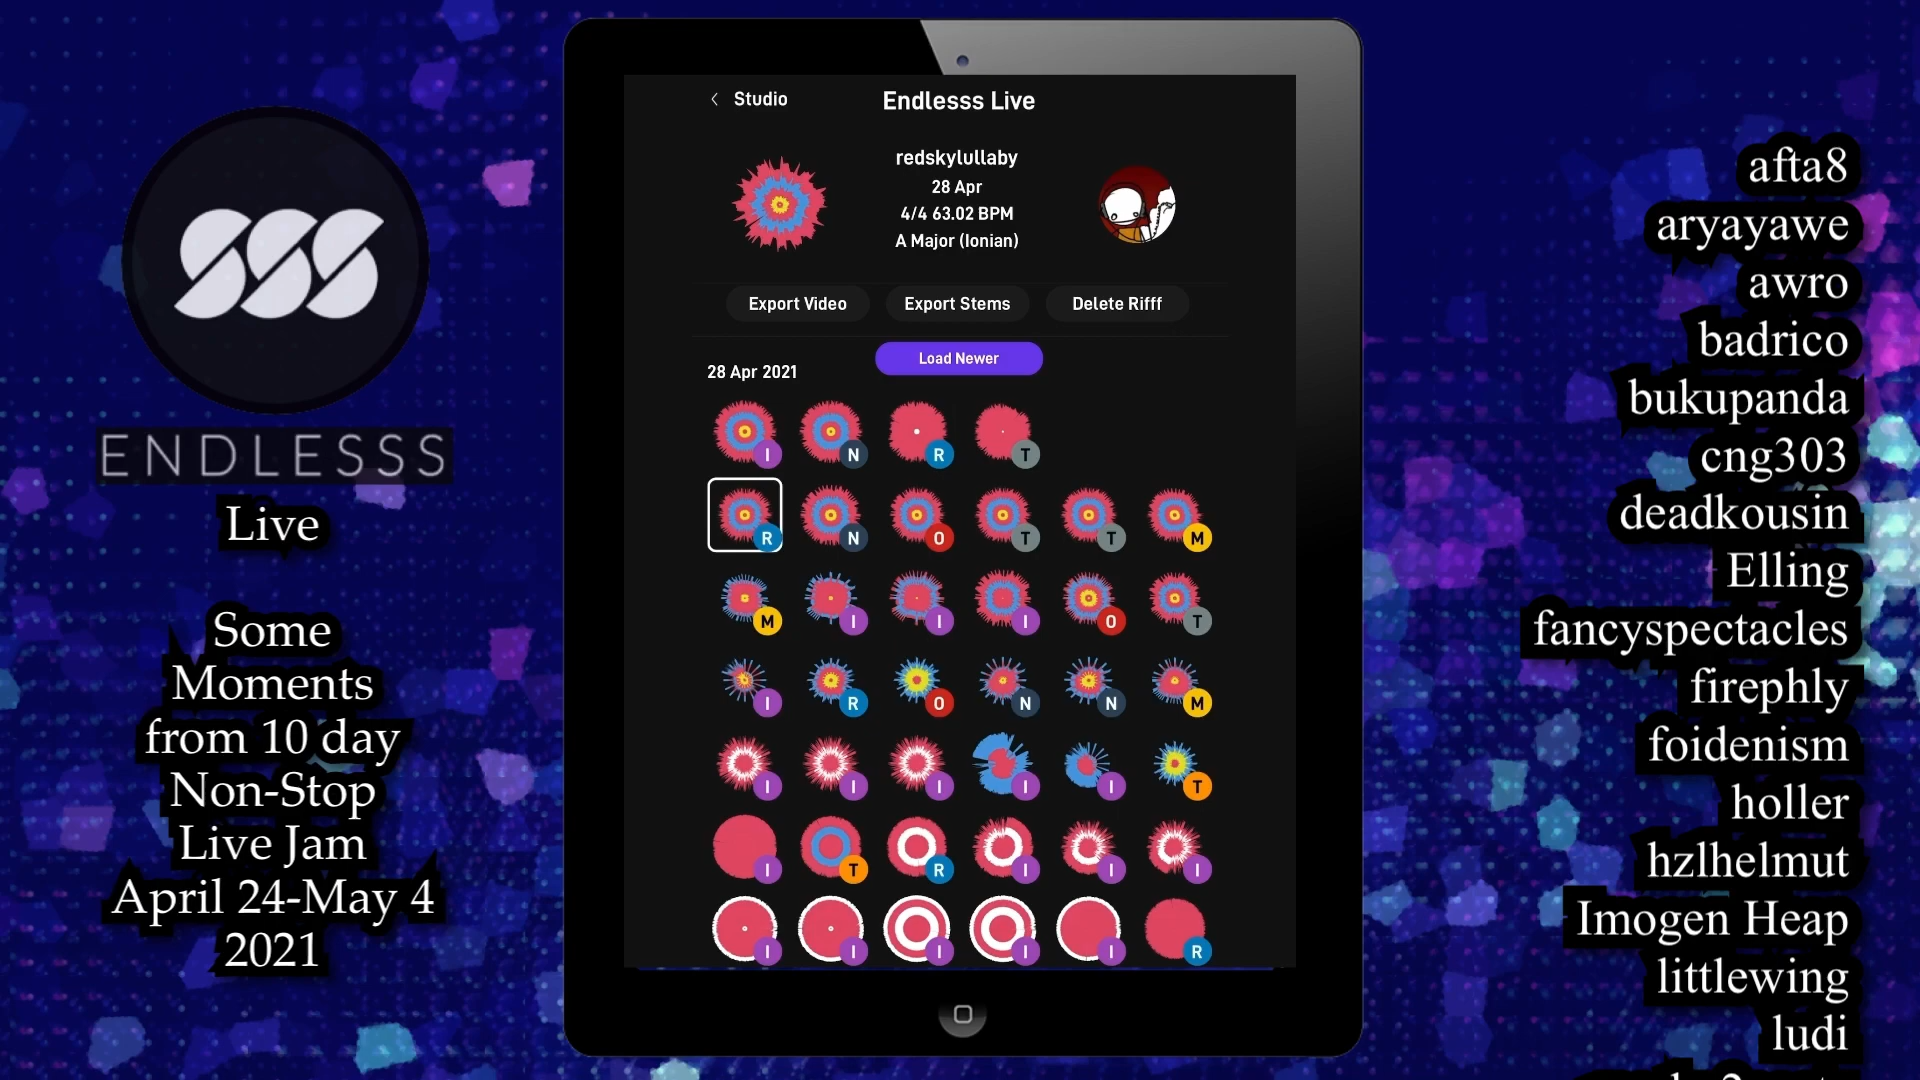 SSS
ENDLESSS
Live
Some
Moments
from 10 day
Non-Stop
Live Jam
April 24-May 4
2021
Studio
Endlesss Live
redskylullaby
28 Apr
4/4 63.02 BPM
A Major (Ionian)
Export Video Export Stems Delete Rifff
Load Newer
28 Apr 2021
I N R T
R N O T T M
M I I I O T
I R O N N M
I I I I I T
I T R I I I
I I I I I R
afta8
aryayawe
awro
badrico
bukupanda
cng303
deadkousin
Elling
fancyspectacles
firephly
foidenism
holler
hzlhelmut
Imogen Heap
littlewing
ludi